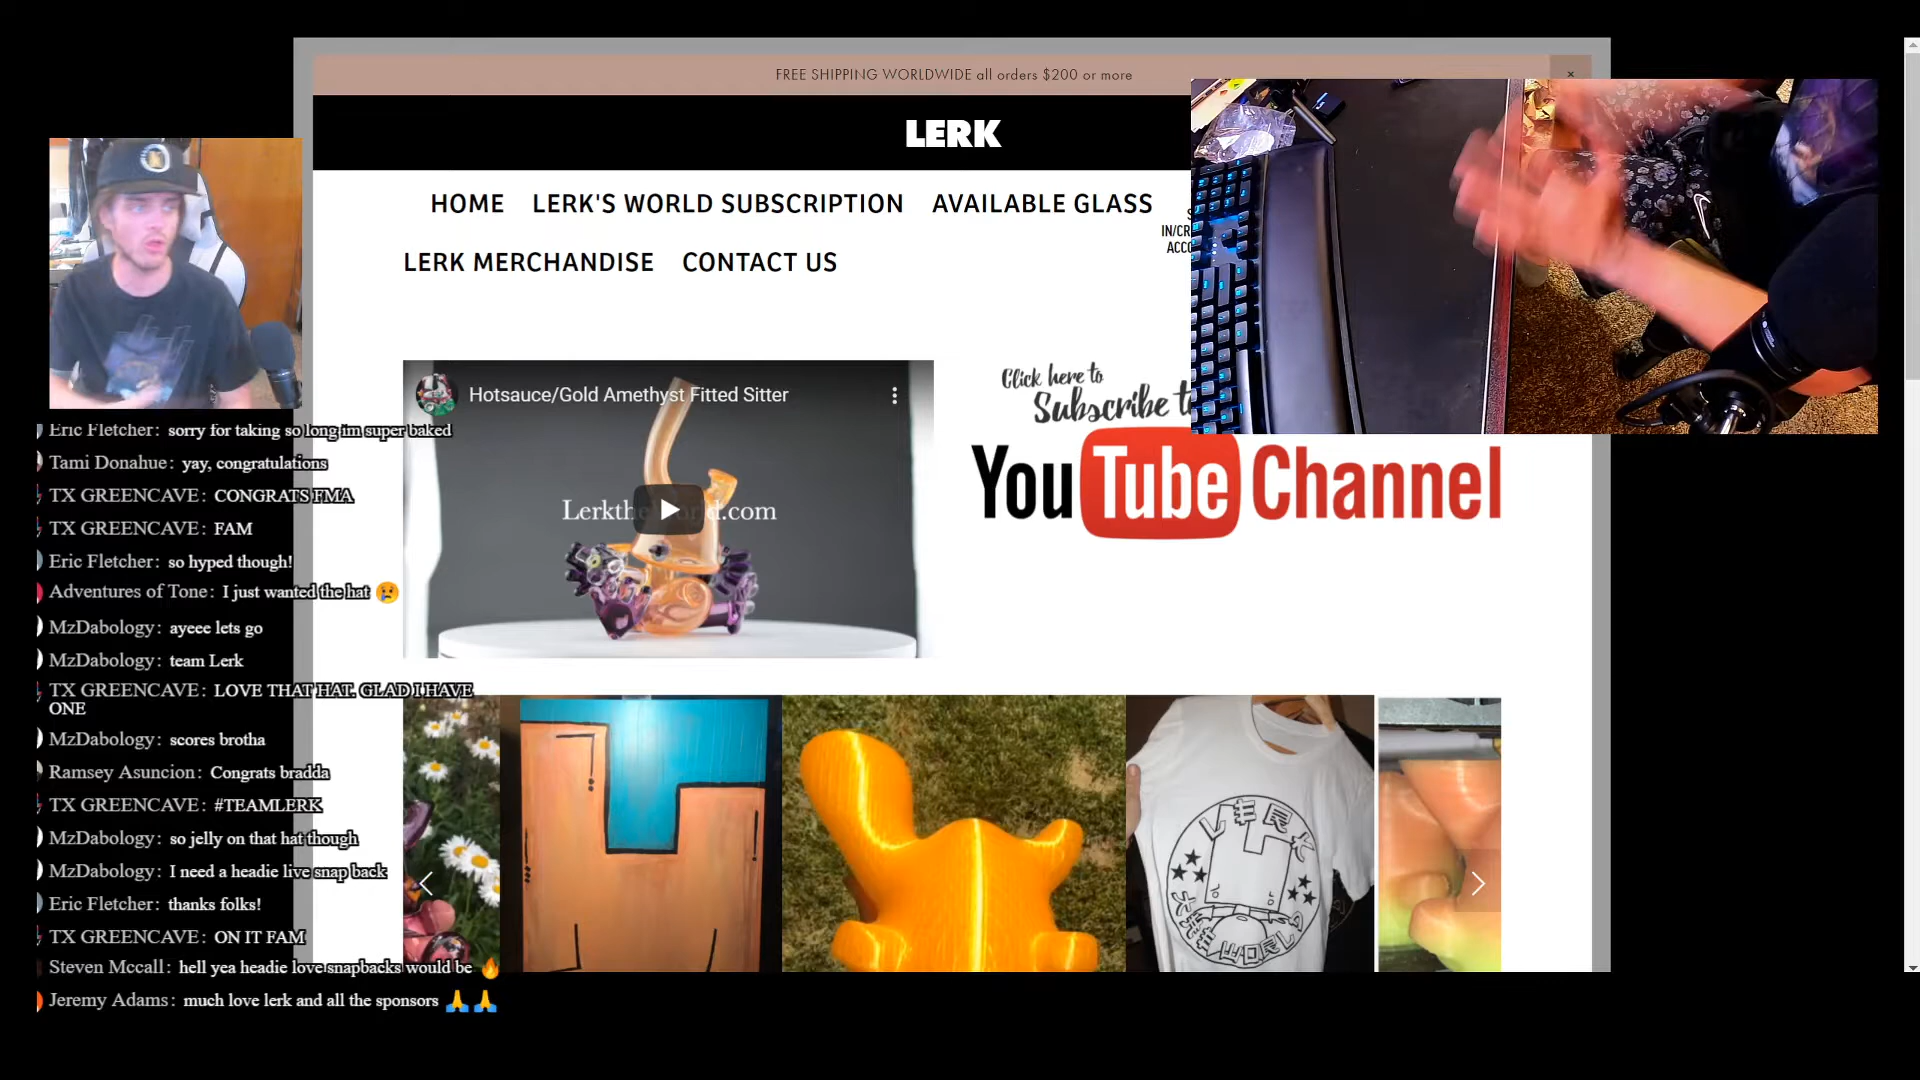 FREE SHIPPING WORLDWIDE all orders $200 or more
×
LERK
HOME LERK'S WORLD SUBSCRIPTION AVAILABLE GLASS
LERK MERCHANDISE CONTACT US
Hotsauce/Gold Amethyst Fitted Sitter
Click here to
Subscribe
YouTube Channel
Eric Fletcher: sorry for taking so long im super baked
Tami Donahue: yay, congratulations
TX GREENCAVE: CONGRATS FMA
TX GREENCAVE: FAM
Eric Fletcher: so hyped though!
Adventures of Tone: I just wanted the hat 😢
MzDabology: ayeee lets go
MzDabology: team Lerk
TX GREENCAVE: LOVE THAT HAT. GLAD I HAVE
ONE
MzDabology: scores brotha
Ramsey Asuncion: Congrats bradda
TX GREENCAVE: #TEAMLERK
MzDabology: so jelly on that hat though
MzDabology: I need a headie live snap back
Eric Fletcher: thanks folks!
TX GREENCAVE: ON IT FAM
Steven Mccall: hell yea headie love snapbacks would be 🔥
Jeremy Adams: much love lerk and all the sponsors 🙏 🙏